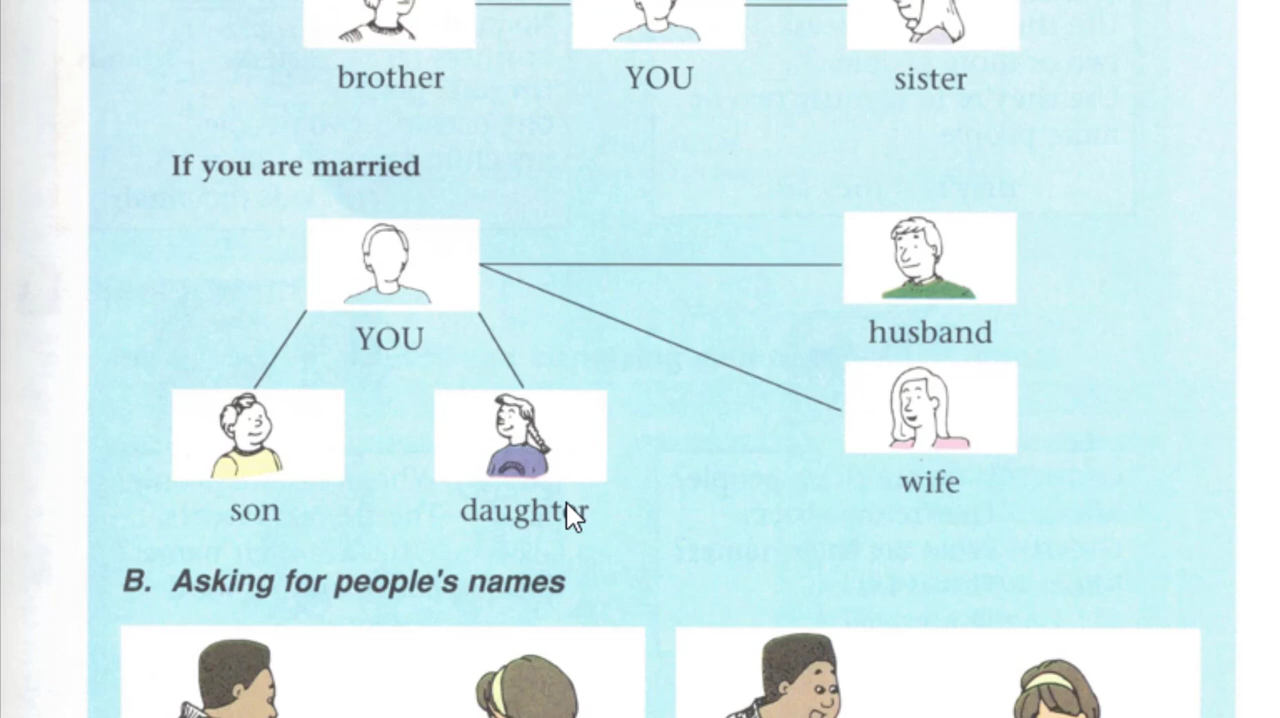 brother YOU sister
If you are married
YOU
husband
son daughter
wife
B. Asking for people's names